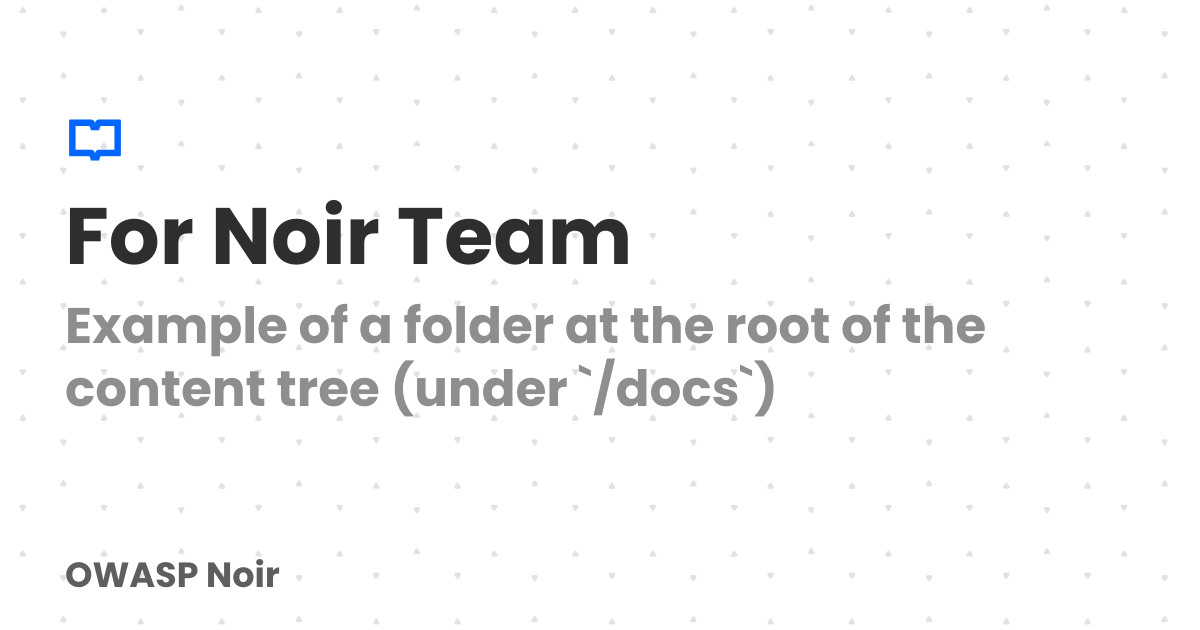 For Noir Team
Example of a folder at the root of the
content tree (under `/docs`)
OWASP Noir